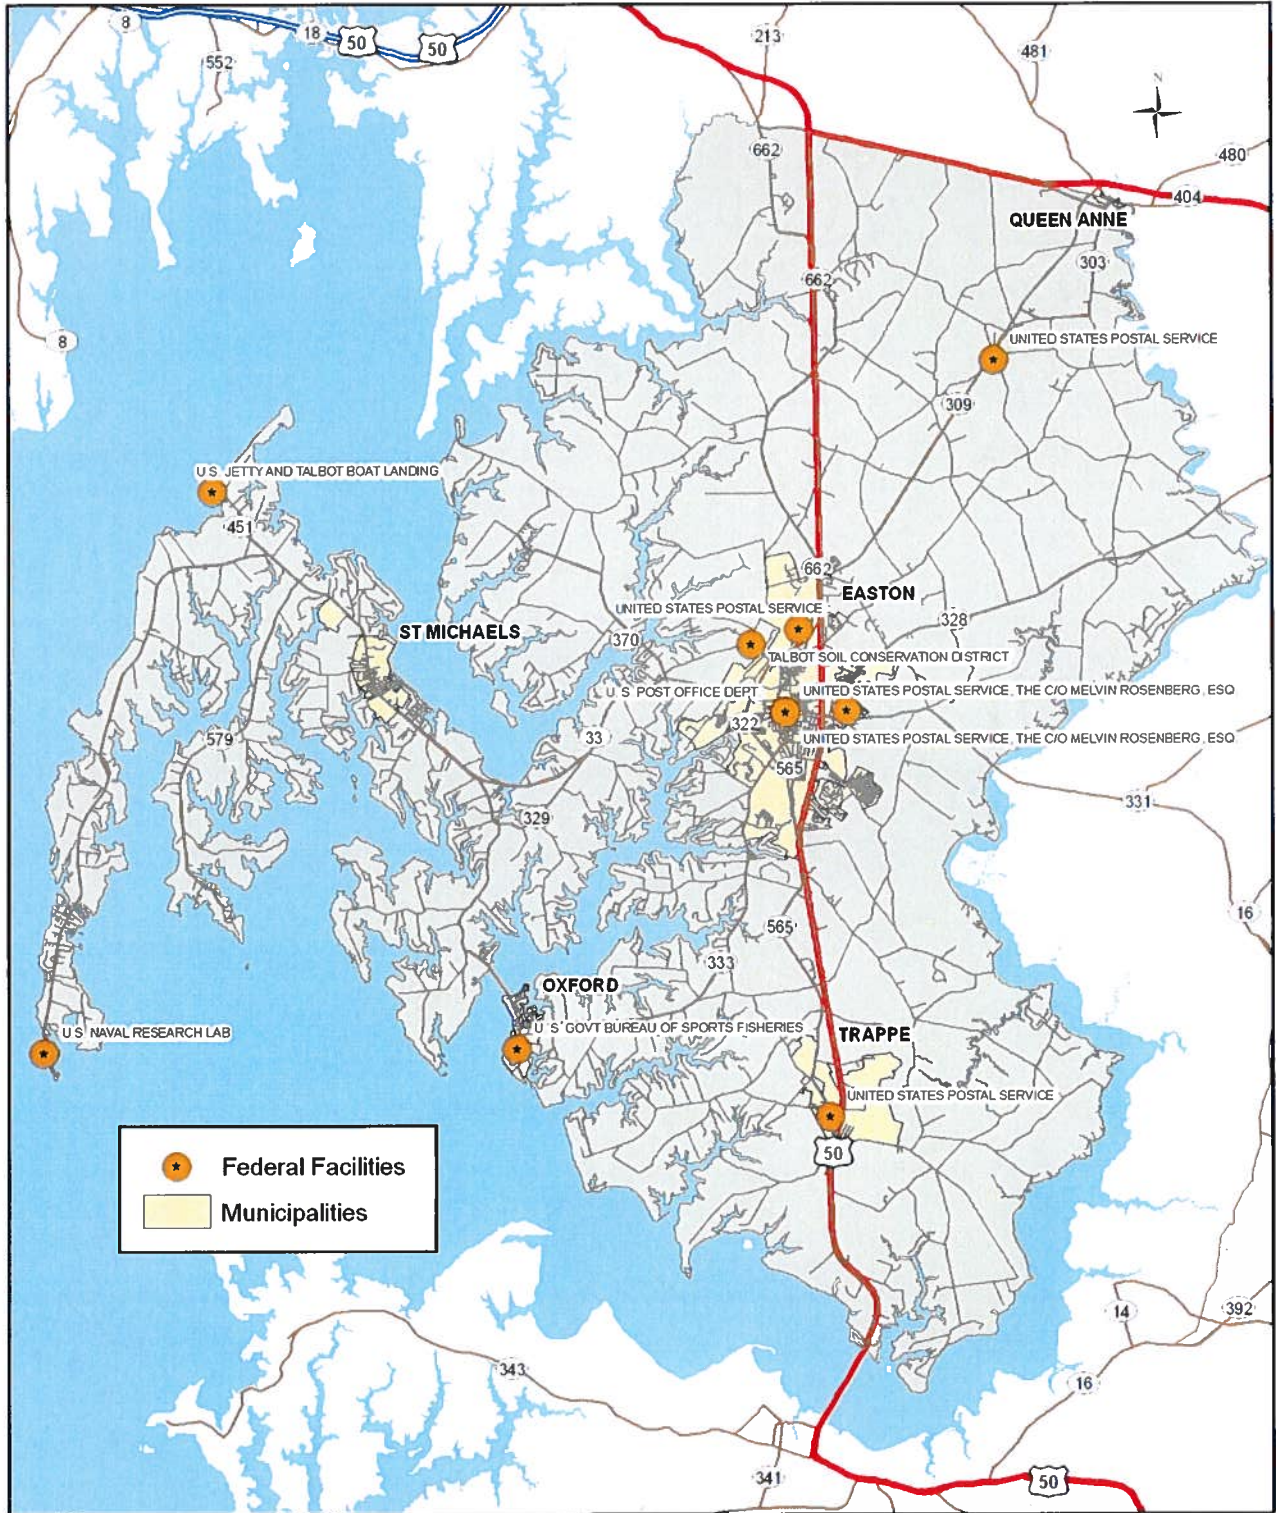 8
18
50
50
213
481
552
N
662
480
404
QUEEN ANNE
303
662
8
UNITED STATES POSTAL SERVICE
309
U.S. JETTY AND TALBOT BOAT LANDING
451
662
EASTON
UNITED STATES POSTAL SERVICE
328
ST MICHAELS
370
TALBOT SOIL CONSERVATION DISTRICT
U. S. POST OFFICE DEPT
UNITED STATES POSTAL SERVICE, THE C/O MELVIN ROSENBERG, ESQ
322
579
33
UNITED STATES POSTAL SERVICE, THE C/O MELVIN ROSENBERG, ESQ
565
331
329
16
565
333
OXFORD
U. S. GOVT BUREAU OF SPORTS FISHERIES
U.S. NAVAL RESEARCH LAB
TRAPPE
UNITED STATES POSTAL SERVICE
50
Federal Facilities
Municipalities
14
392
343
16
341
50